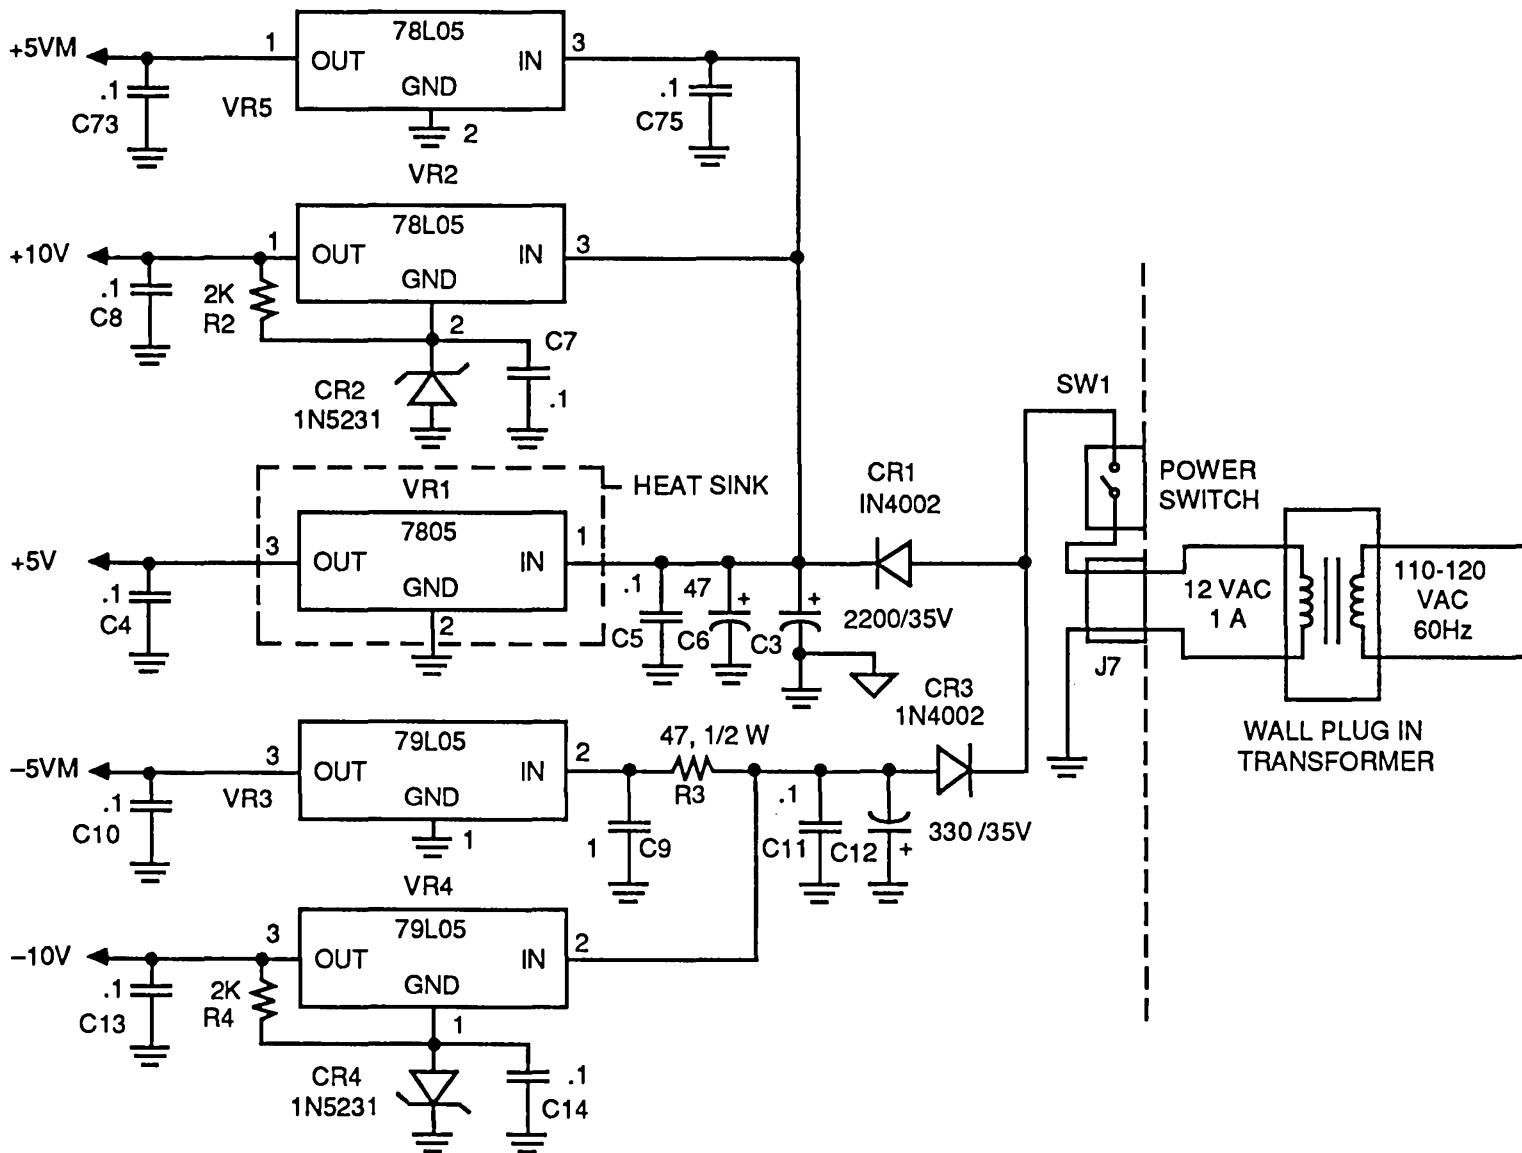 +5VM
1
78L05
OUT
IN
GND
3
.1
C73
VR5
2
.1
C75
VR2
+10V
1
78L05
OUT
IN
GND
3
.1
C8
2K
R2
2
C7
.1
CR2
1N5231
HEAT SINK
VR1
+5V
3
7805
OUT
IN
GND
1
.1
C4
2
.1
C5
47
C6
+
C3
+
2200/35V
CR1
IN4002
SW1
POWER
SWITCH
J7
12 VAC
1 A
110-120
VAC
60Hz
WALL PLUG IN
TRANSFORMER
–5VM
3
79L05
OUT
IN
GND
2
.1
C10
VR3
1
47, 1/2 W
R3
1
C9
.1
C11
C12
+
330 /35V
CR3
1N4002
VR4
–10V
3
79L05
OUT
IN
GND
2
.1
C13
2K
R4
1
CR4
1N5231
.1
C14